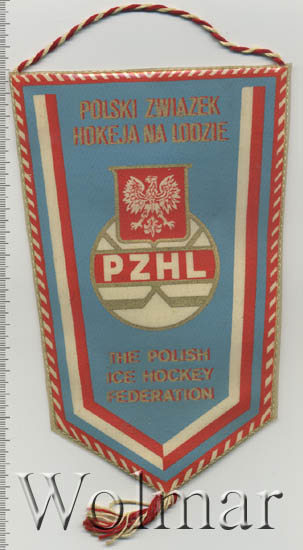 POLSKI ZWIĄZEK
HOKEJA NA LODZIE
PZHL
THE POLISH
ICE HOCKEY
FEDERATION
Wolmar